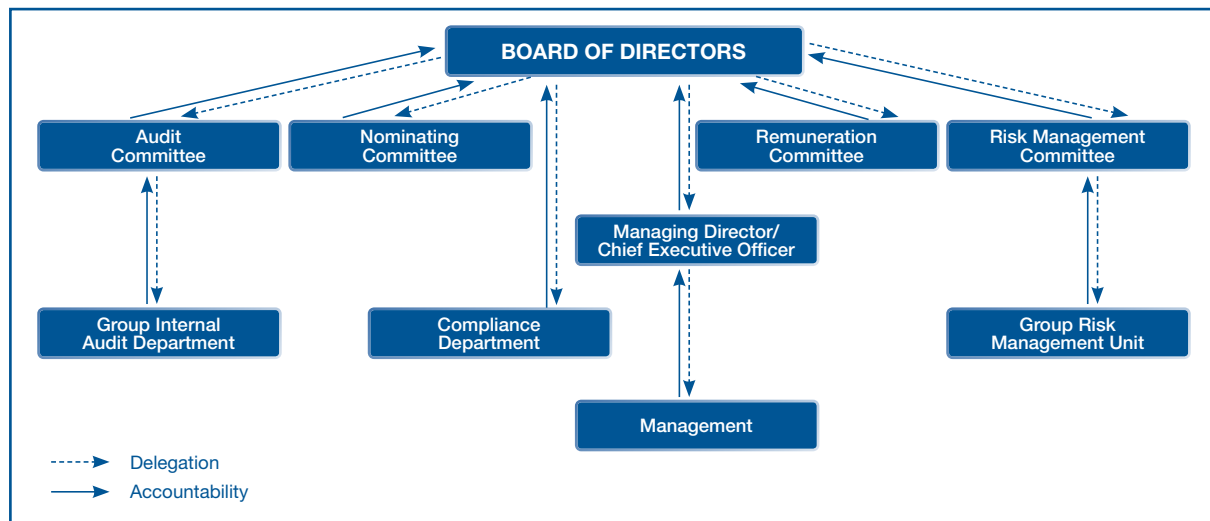 BOARD OF DIRECTORS
Audit
Committee
Nominating
Committee
Remuneration
Committee
Risk Management
Committee
Managing Director/
Chief Executive Officer
Group Internal
Audit Department
Compliance
Department
Group Risk
Management Unit
Management
Delegation
Accountability